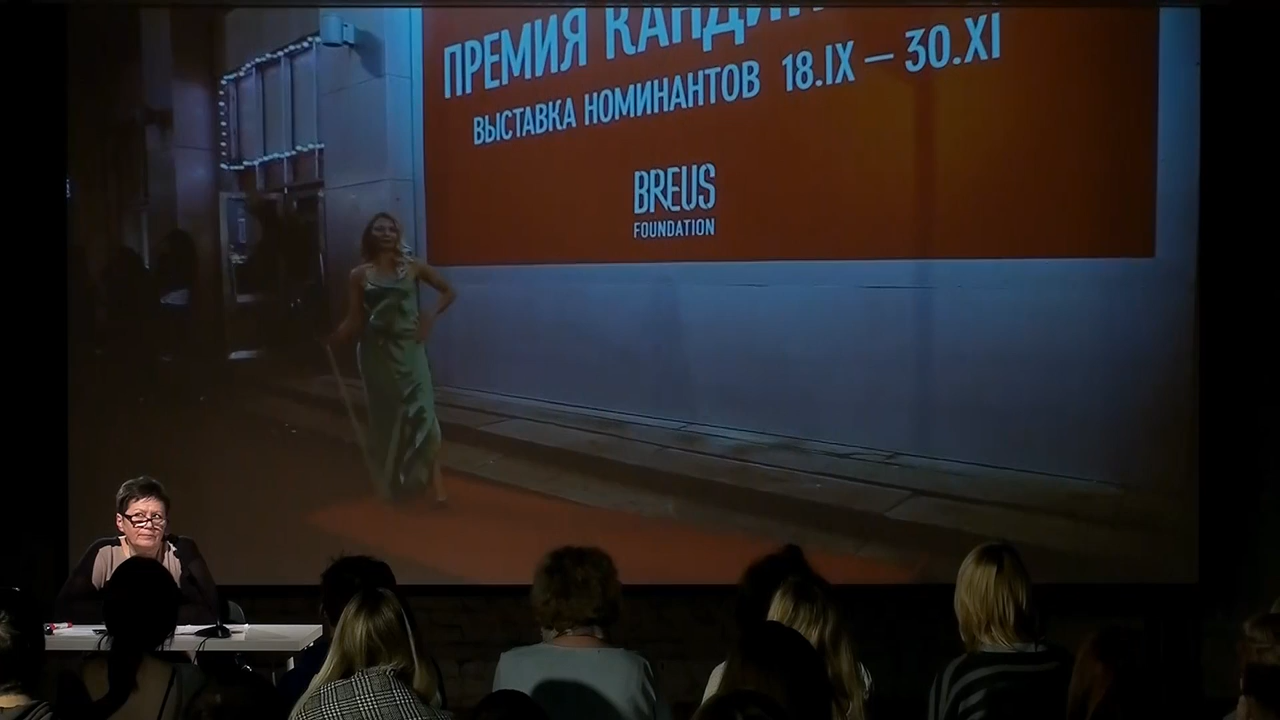 ПРЕМИЯ
ВЫСТАВКА НОМИНАНТОВ 18.IX – 30.XI
BREUS
FOUNDATION